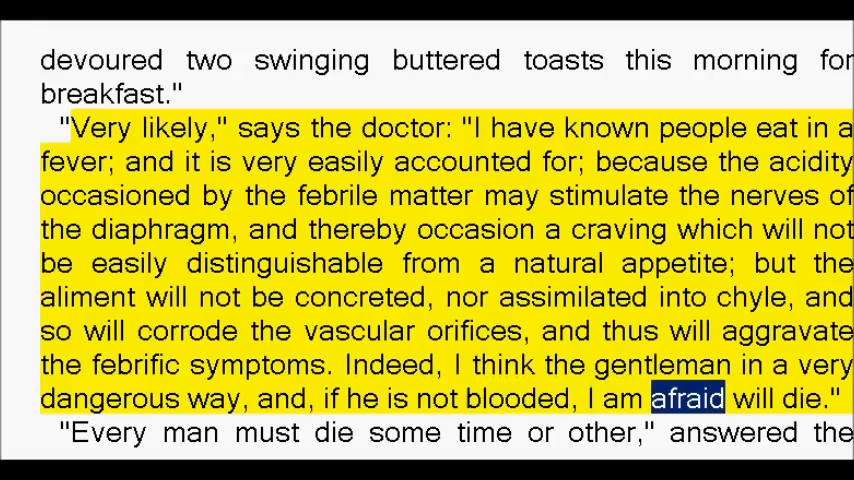 devoured two swinging buttered toasts this morning for
breakfast."
"Very likely," says the doctor: "I have known people eat in a
fever; and it is very easily accounted for; because the acidity
occasioned by the febrile matter may stimulate the nerves of
the diaphragm, and thereby occasion a craving which will not
be easily distinguishable from a natural appetite; but the
aliment will not be concreted, nor assimilated into chyle, and
so will corrode the vascular orifices, and thus will aggravate
the febrific symptoms. Indeed, I think the gentleman in a very
dangerous way, and, if he is not blooded, I am afraid will die."
"Every man must die some time or other," answered the